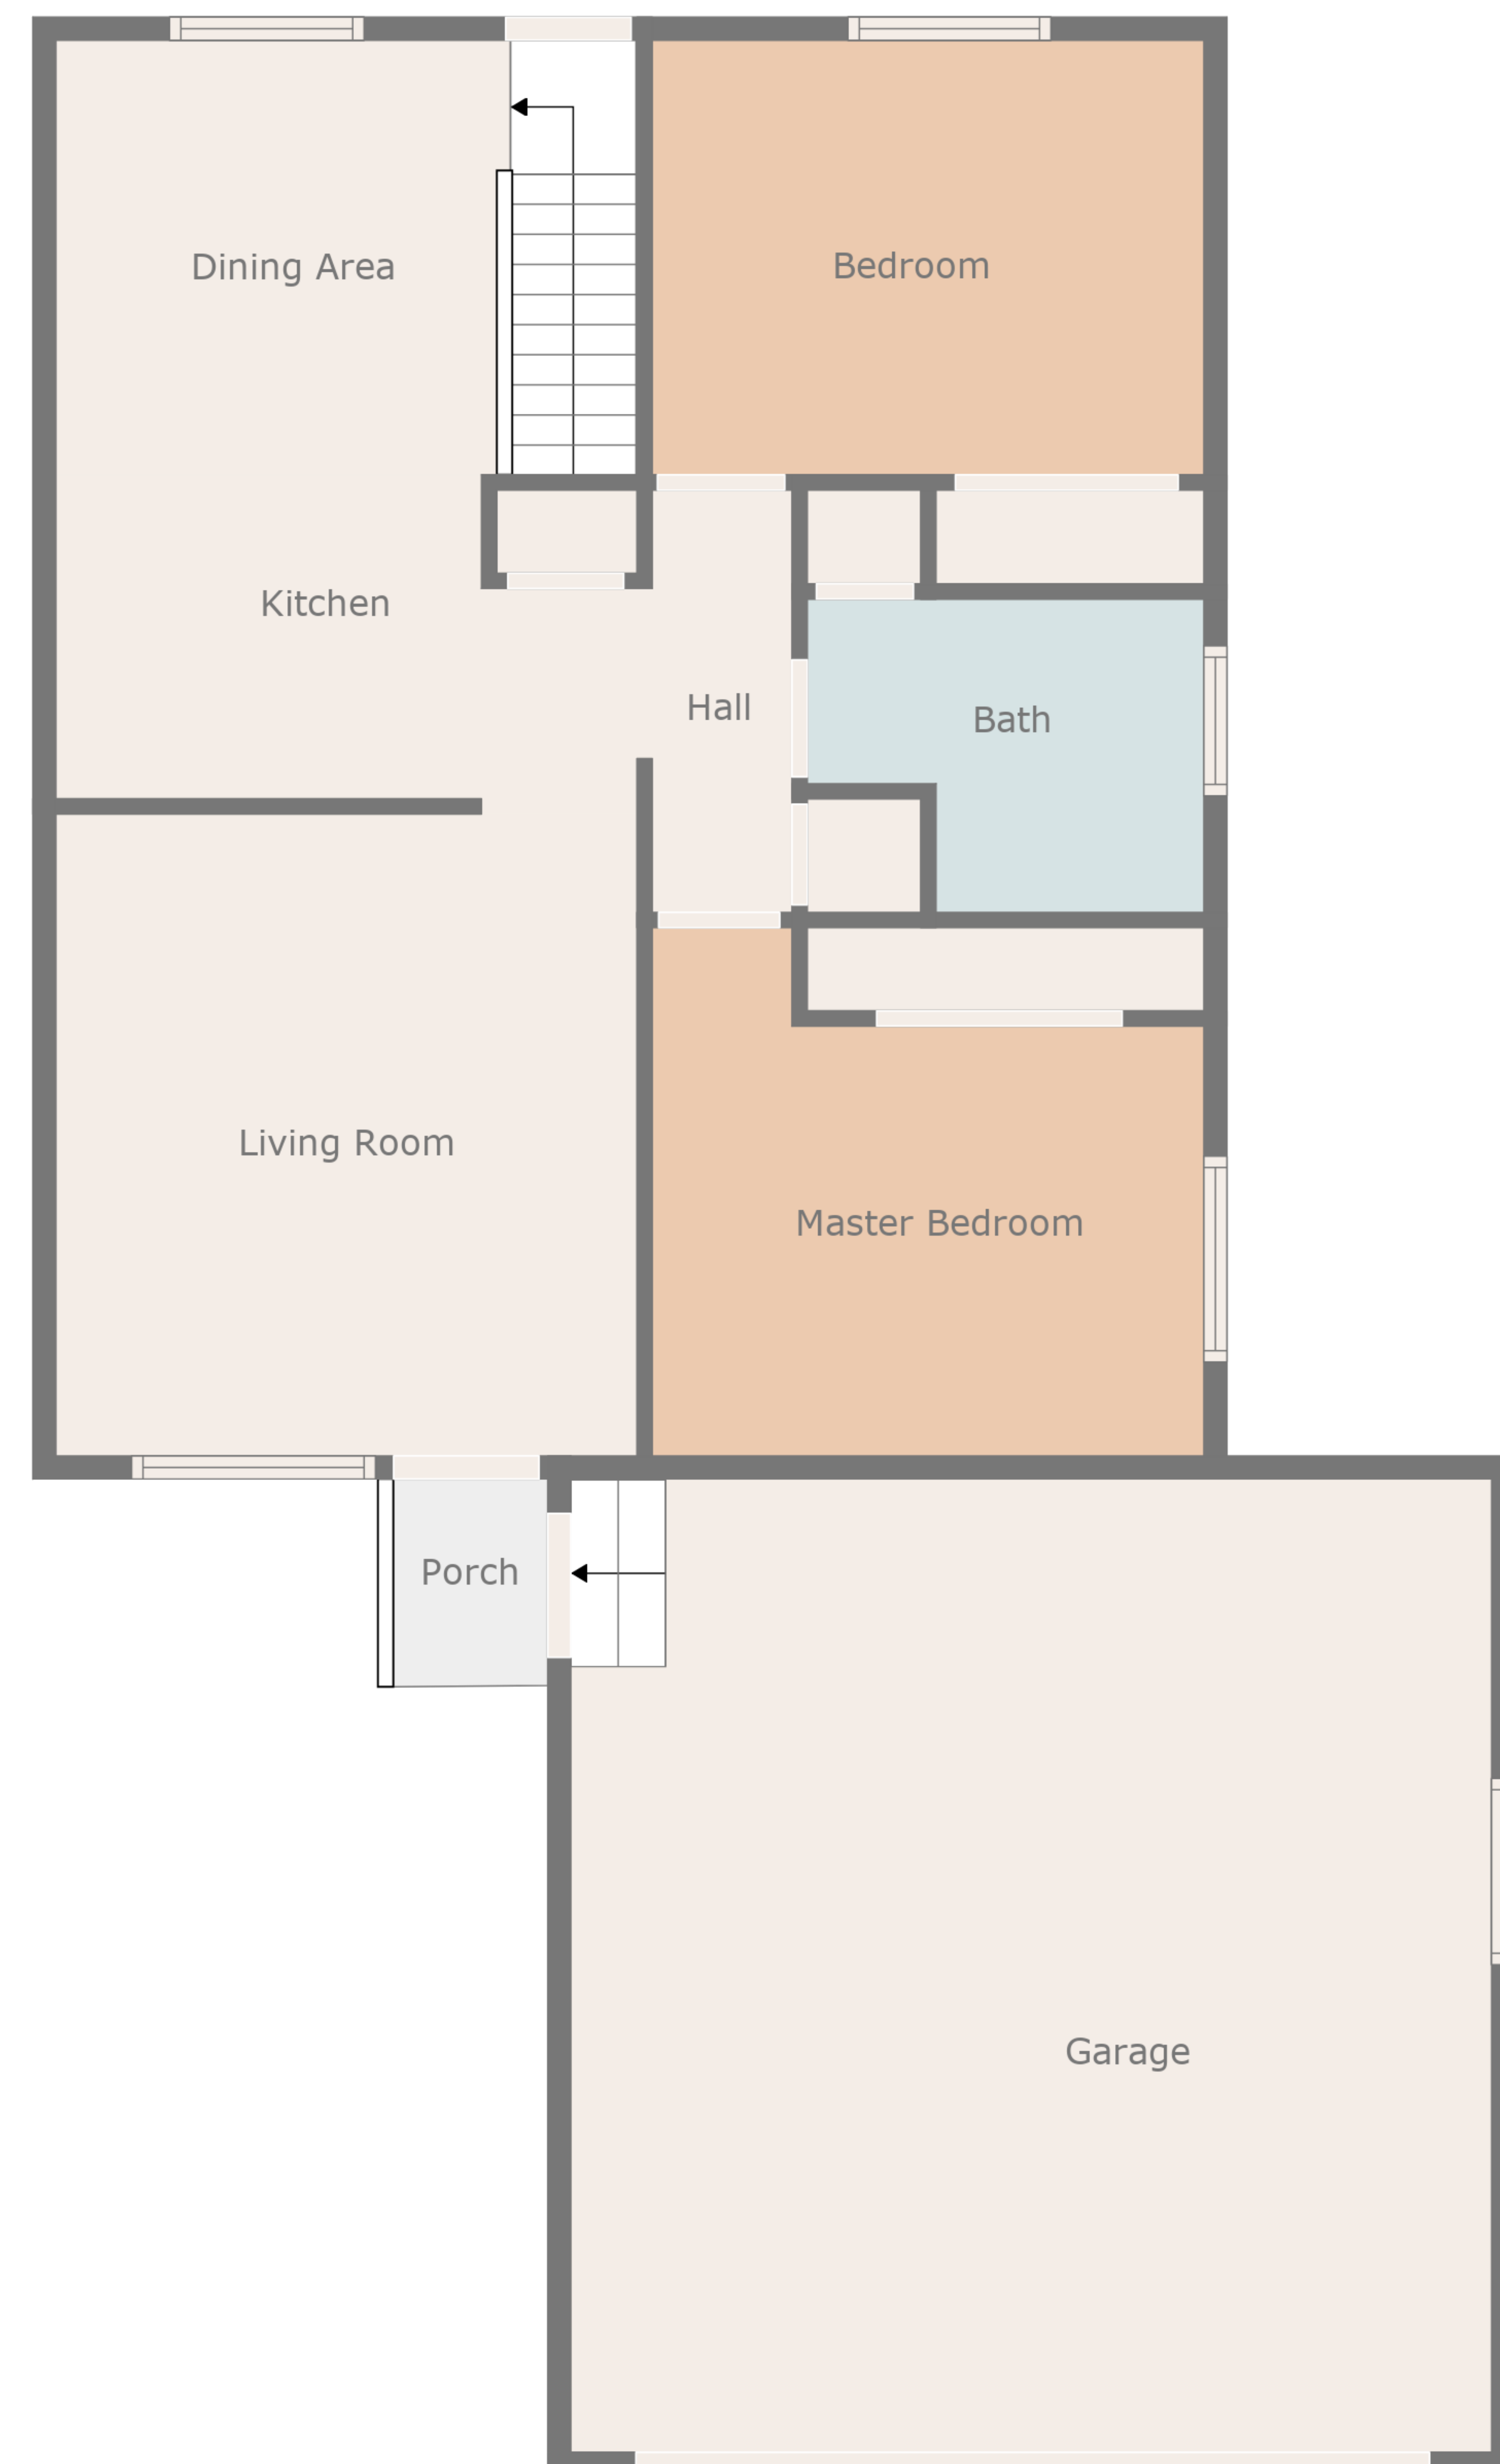 Dining Area
Bedroom
Kitchen
Hall
Bath
Living Room
Master Bedroom
Porch
Garage